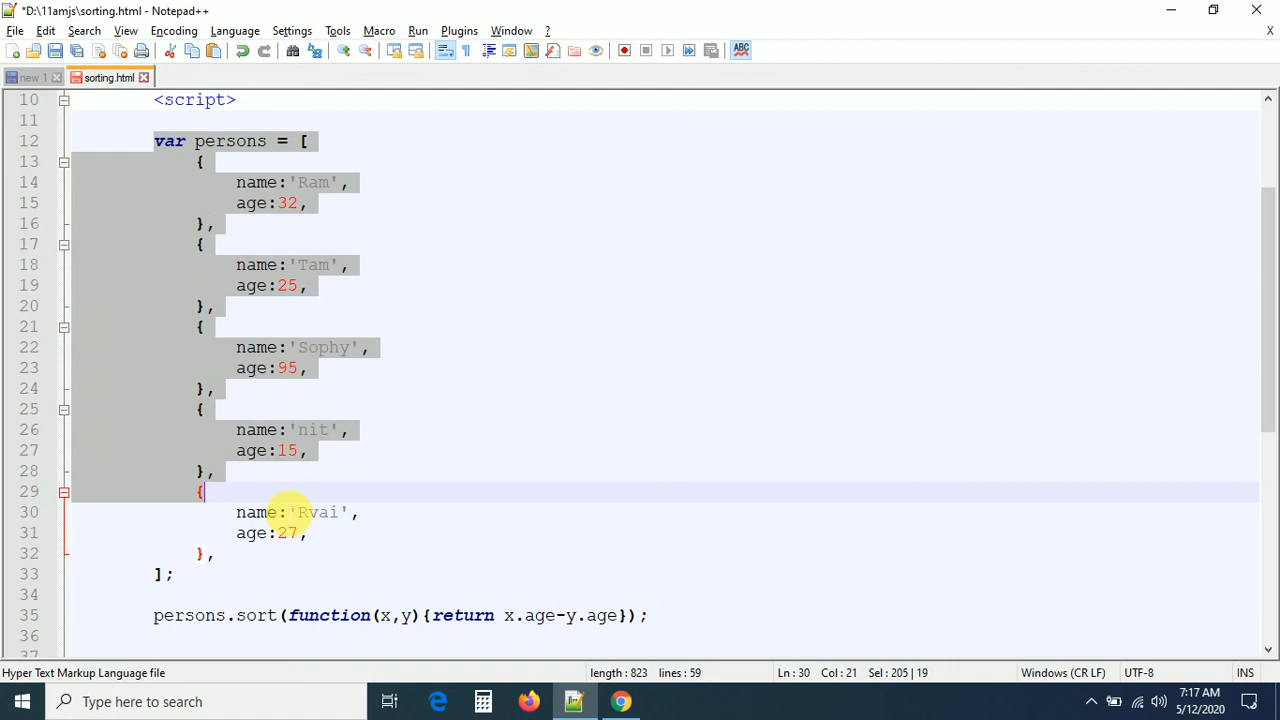 *D:\11amjs\sorting.html - Notepad++
File Edit Search View Encoding Language Settings Tools Macro Run Plugins Window ? X
new 1 sorting.html
10 <script>
11
12 var persons = [
13 {
14 name:'Ram',
15 age:32,
16 },
17 {
18 name:'Tam',
19 age:25,
20 },
21 {
22 name:'Sophy',
23 age:95,
24 },
25 {
26 name:'nit',
27 age:15,
28 },
29 {
30 name:'Rvai',
31 age:27,
32 },
33 ];
34
35 persons.sort(function(x,y){return x.age-y.age});
36
37
Hyper Text Markup Language file length : 823 lines : 59 Ln : 30 Col : 21 Sel : 205 | 19 Windows (CR LF) UTF-8 INS
Type here to search 7:17 AM
5/12/2020